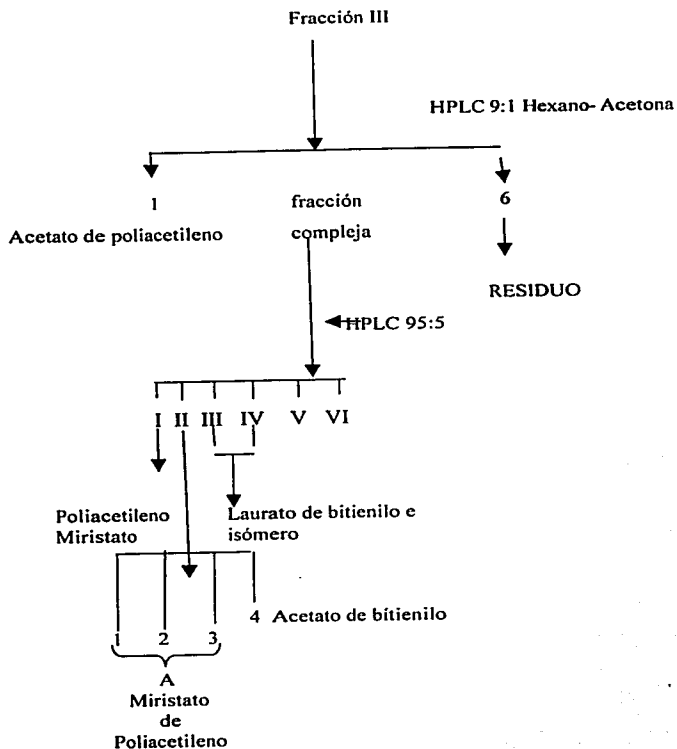 Fracción III
HPLC 9:1 Hexano- Acetona
1
fracción
6
Acetato de poliacetileno
compleja
RESIDUO
HPLC 95:5
I II III IV V VI
Poliacetileno
Miristato
Laurato de bitienilo e
isómero
4 Acetato de bítienilo
1 2 3
A
Miristato
de
Poliacetileno